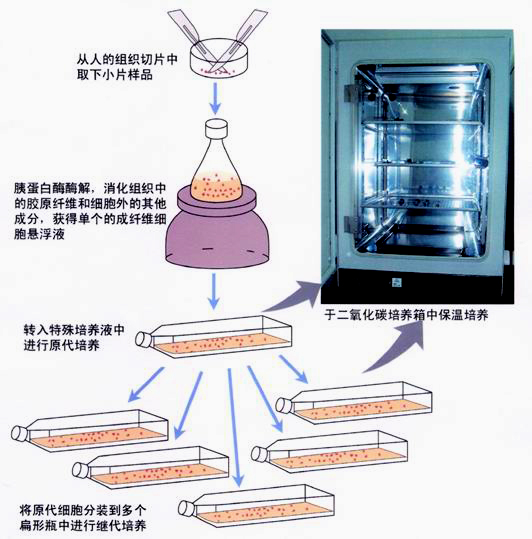 从人的组织切片中
取下小片样品
胰蛋白酶酶解，消化组织中
的胶原纤维和细胞外的其他
成分，获得单个的成纤维细
胞悬浮液
于二氧化碳培养箱中保温培养
转入特殊培养液中
进行原代培养
将原代细胞分装到多个
扁形瓶中进行继代培养